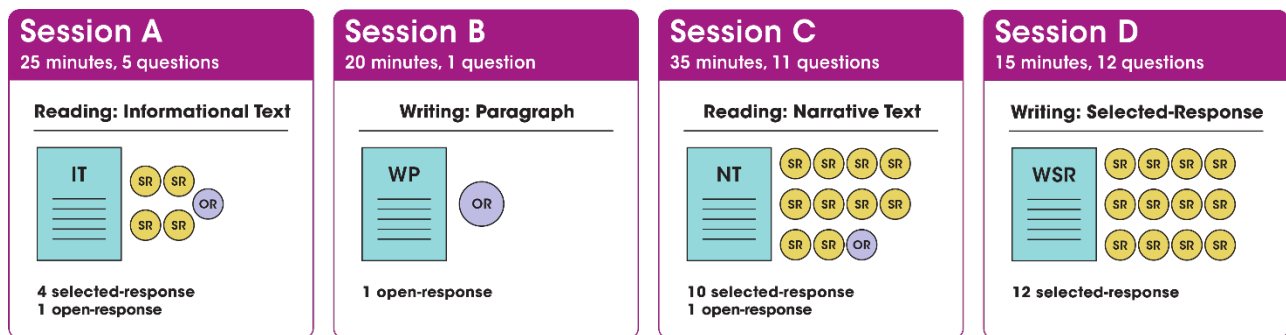 Session A
25 minutes, 5 questions
Reading: Informational Text
IT
SR SR
OR
SR SR
4 selected-response
1 open-response
Session B
20 minutes, 1 question
Writing: Paragraph
WP
OR
1 open-response
Session C
35 minutes, 11 questions
Reading: Narrative Text
NT
SR SR SR SR
SR SR SR SR
SR SR OR
10 selected-response
1 open-response
Session D
15 minutes, 12 questions
Writing: Selected-Response
WSR
SR SR SR SR
SR SR SR SR
SR SR SR SR
12 selected-response